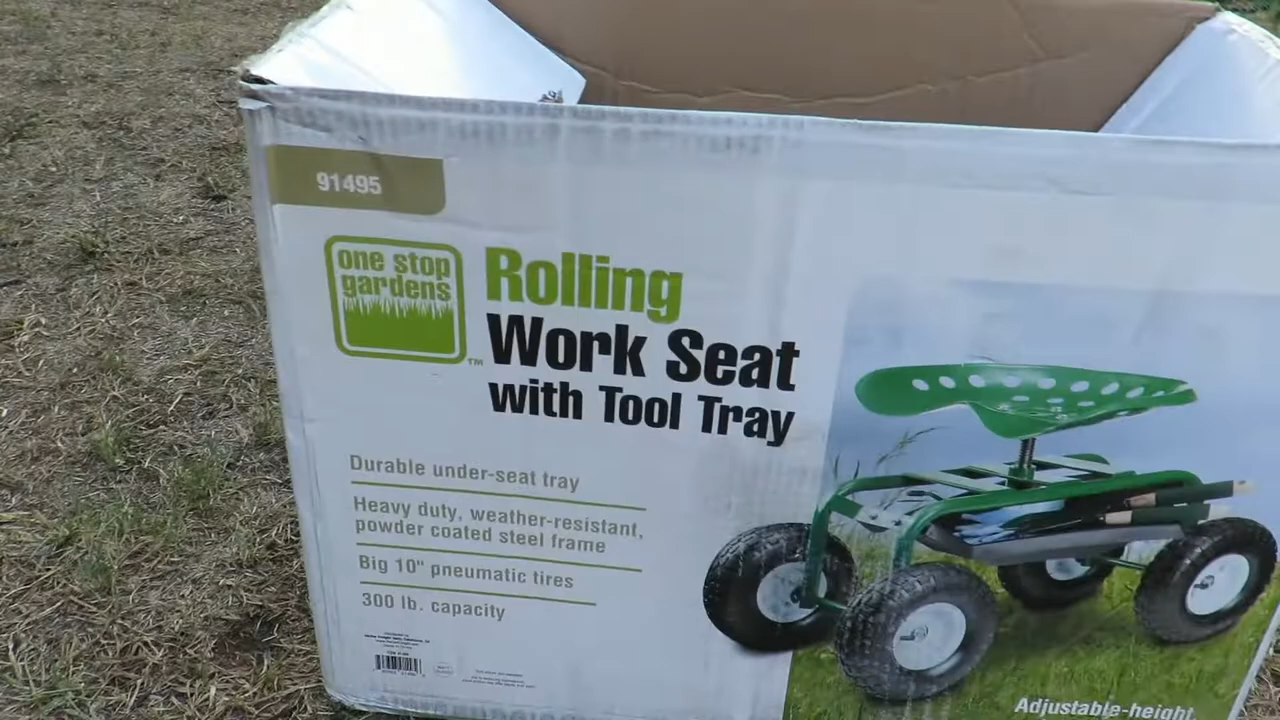 91495
one stop
gardens
™
Rolling
Work Seat
with Tool Tray
Durable under-seat tray
Heavy duty, weather-resistant,
powder coated steel frame
Big 10" pneumatic tires
300 lb. capacity
Adjustable-height